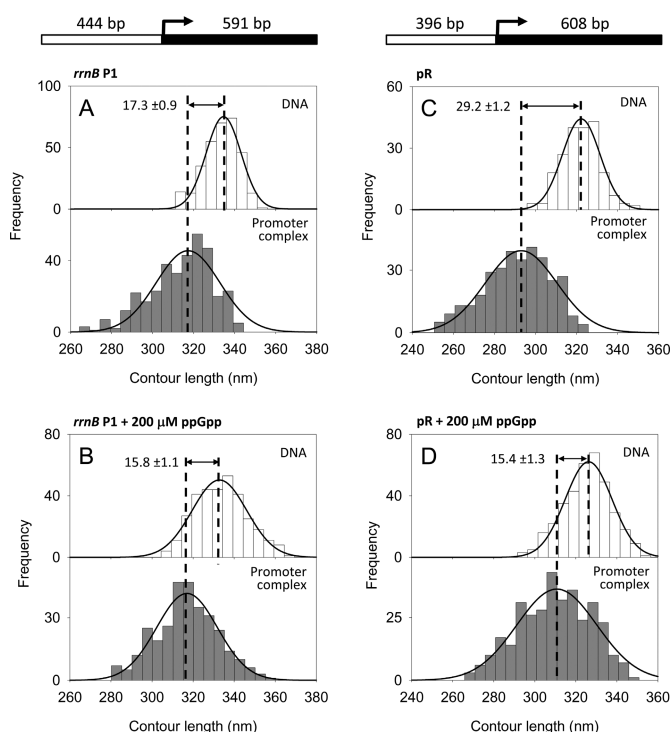 444 bp 591 bp
rrnB P1
A
17.3 ±0.9
DNA
100
50
0
Promoter
complex
40
0
Frequency
260 280 300 320 340 360 380
Contour length (nm)
396 bp 608 bp
pR
C
29.2 ±1.2
DNA
60
30
0
Promoter
complex
60
30
0
Frequency
240 260 280 300 320 340 360
Contour length (nm)
rrnB P1 + 200 µM ppGpp
B
15.8 ±1.1
DNA
80
40
0
Promoter
complex
30
0
Frequency
260 280 300 320 340 360 380
Contour length (nm)
pR + 200 µM ppGpp
D
15.4 ±1.3
DNA
80
40
0
Promoter
complex
50
25
0
Frequency
240 260 280 300 320 340 360
Contour length (nm)